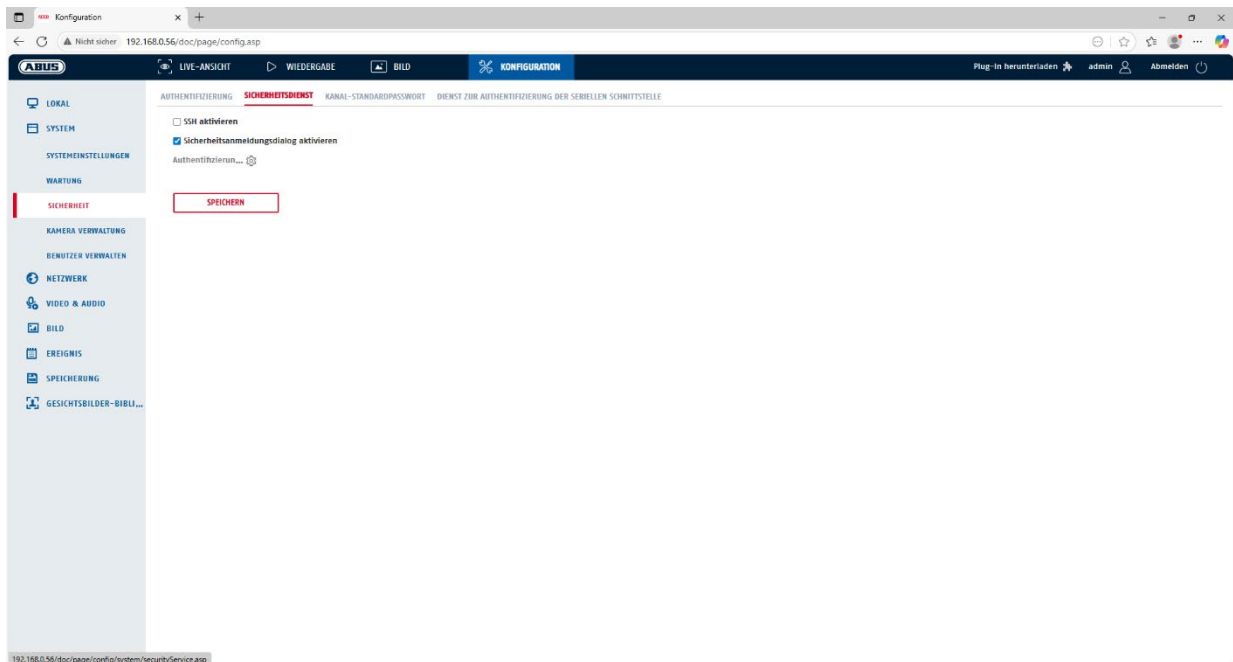 Konfiguration
Nicht sicher 192.168.0.56/doc/page/config.asp
ABUS LIVE-ANSICHT WIEDERGABE BILD KONFIGURATION Plug-In herunterladen admin Abmelden
AUTHENTIFIZIERUNG SICHERHEITSDIENST KANAL-STANDARDPASSWORT DIENST ZUR AUTHENTIFIZIERUNG DER SERIELLEN SCHNITTSTELLE
LOKAL
SYSTEM
SYSTEMEINSTELLUNGEN
WARTUNG
SICHERHEIT
KAMERA VERWALTUNG
BENUTZER VERWALTEN
NETZWERK
VIDEO & AUDIO
BILD
EREIGNIS
SPEICHERUNG
GESICHTSBILDER-BIBLI...
SSH aktivieren
Sicherheitsanmeldungsdialog aktivieren
Authentifizierun...
SPEICHERN
192.168.0.56/doc/page/config/system/securityService.asp